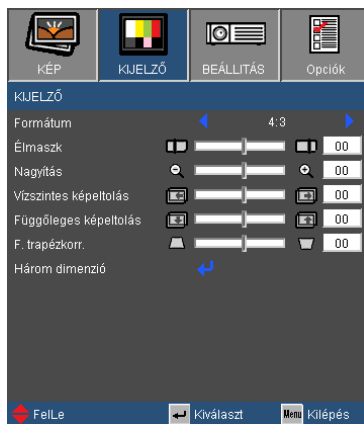 KÉP KIJELZŐ BEÁLLITÁS Opciók
KIJELZŐ
Formátum 4:3
Élmaszk 00
Nagyítás 00
Vízszintes képeltolás 00
Függőleges képeltolás 00
F. trapézkorr. 00
Három dimenzió
FelLe Kiválaszt Menu Kilépés